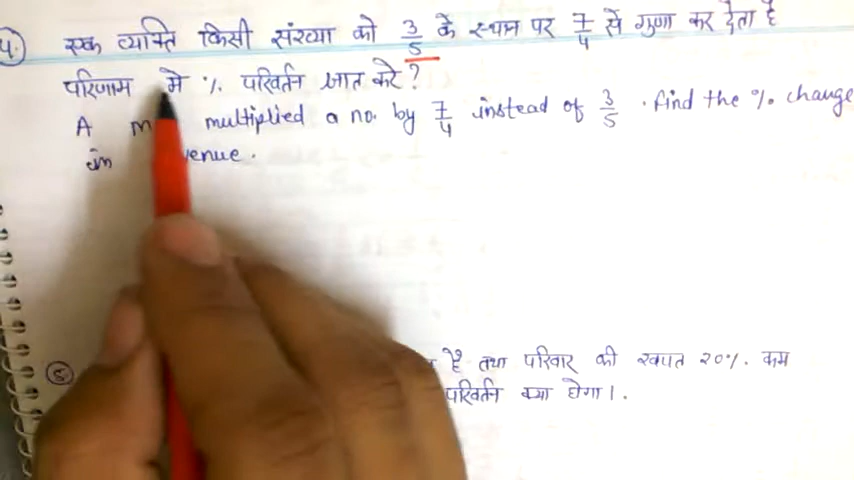 4. एक व्यक्ति किसी संख्या को 3/5 के स्थान पर 7/4 से गुणा कर देता है
परिणाम मे % परिवर्तन ज्ञात करे ?
A multiplied a no. by 7/4 instead of 3/5 . find the % change
in venue .
5. है तथा परिवार की खपत 20% कम
परिवर्तन क्या होगा ।.